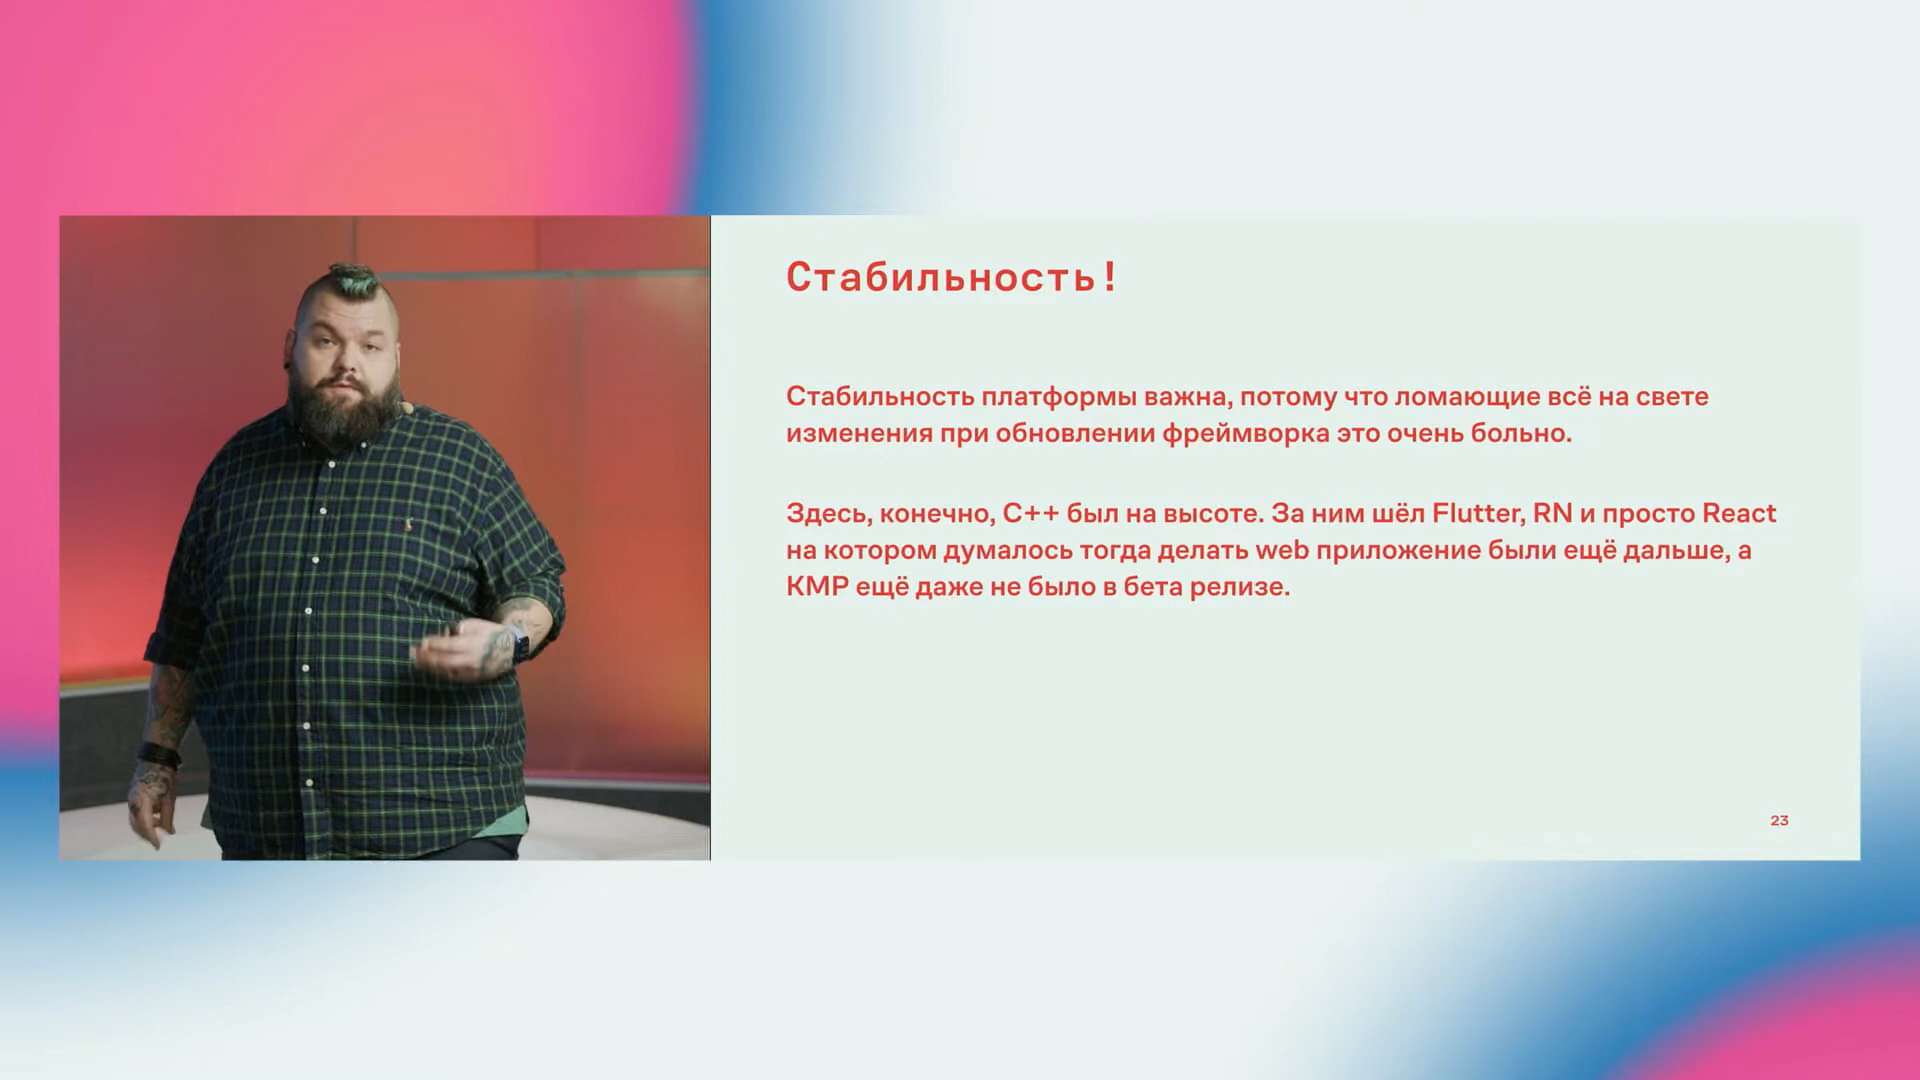 Стабильность!
Стабильность платформы важна, потому что ломающие всё на свете
изменения при обновлении фреймворка это очень больно.
Здесь, конечно, C++ был на высоте. За ним шёл Flutter, RN и просто React
на котором думалось тогда делать web приложение были ещё дальше, а
KMP ещё даже не было в бета релизе.
23